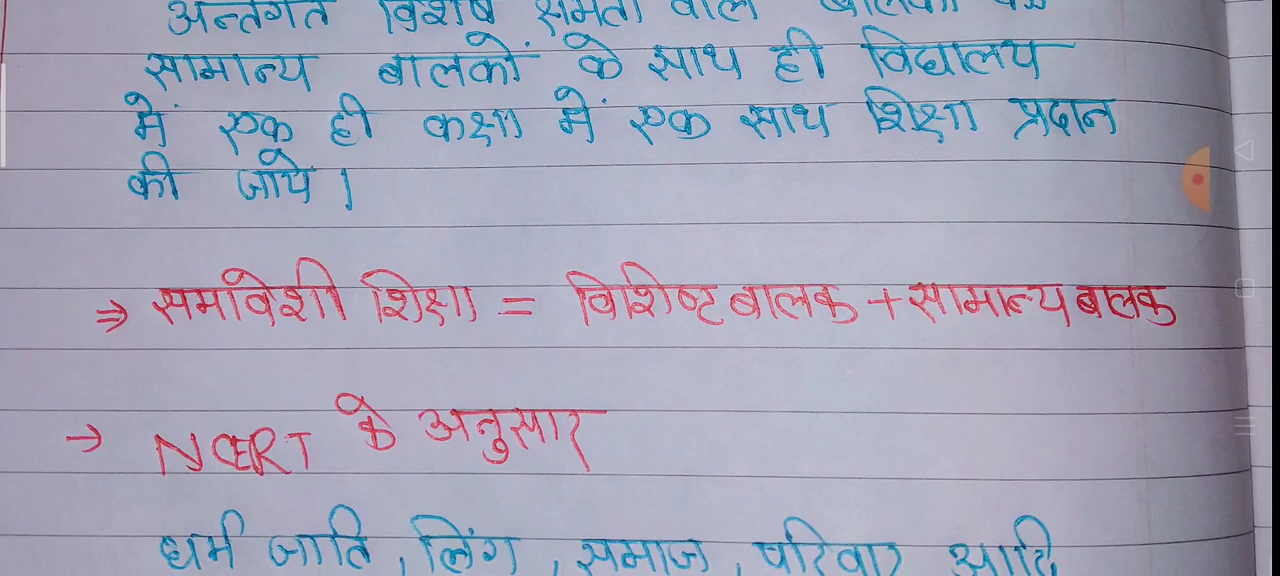 अन्तर्गत विशेष क्षमता वाले बालकों
सामान्य बालकों के साथ ही विद्यालय
में एक ही कक्षा में एक साथ शिक्षा प्रदान
की जाये।
⇒ समावेशी शिक्षा = विशिष्ट बालक + सामान्य बालक
→ NCERT के अनुसार
धर्म जाति, लिंग, समाज, परिवार आदि